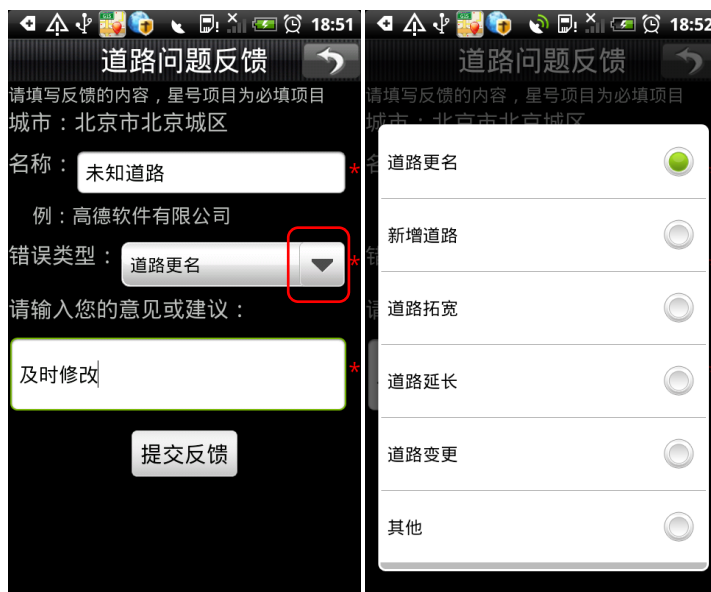 18:51
道路问题反馈
请填写反馈的内容，星号项目为必填项目
城市：北京市北京城区
名称：
未知道路
*
例：高德软件有限公司
错误类型：
道路更名
*
请输入您的意见或建议：
及时修改
*
提交反馈
18:52
道路问题反馈
请填写反馈的内容，星号项目为必填项目
城市：北京市北京城区
道路更名
新增道路
道路拓宽
道路延长
道路变更
其他